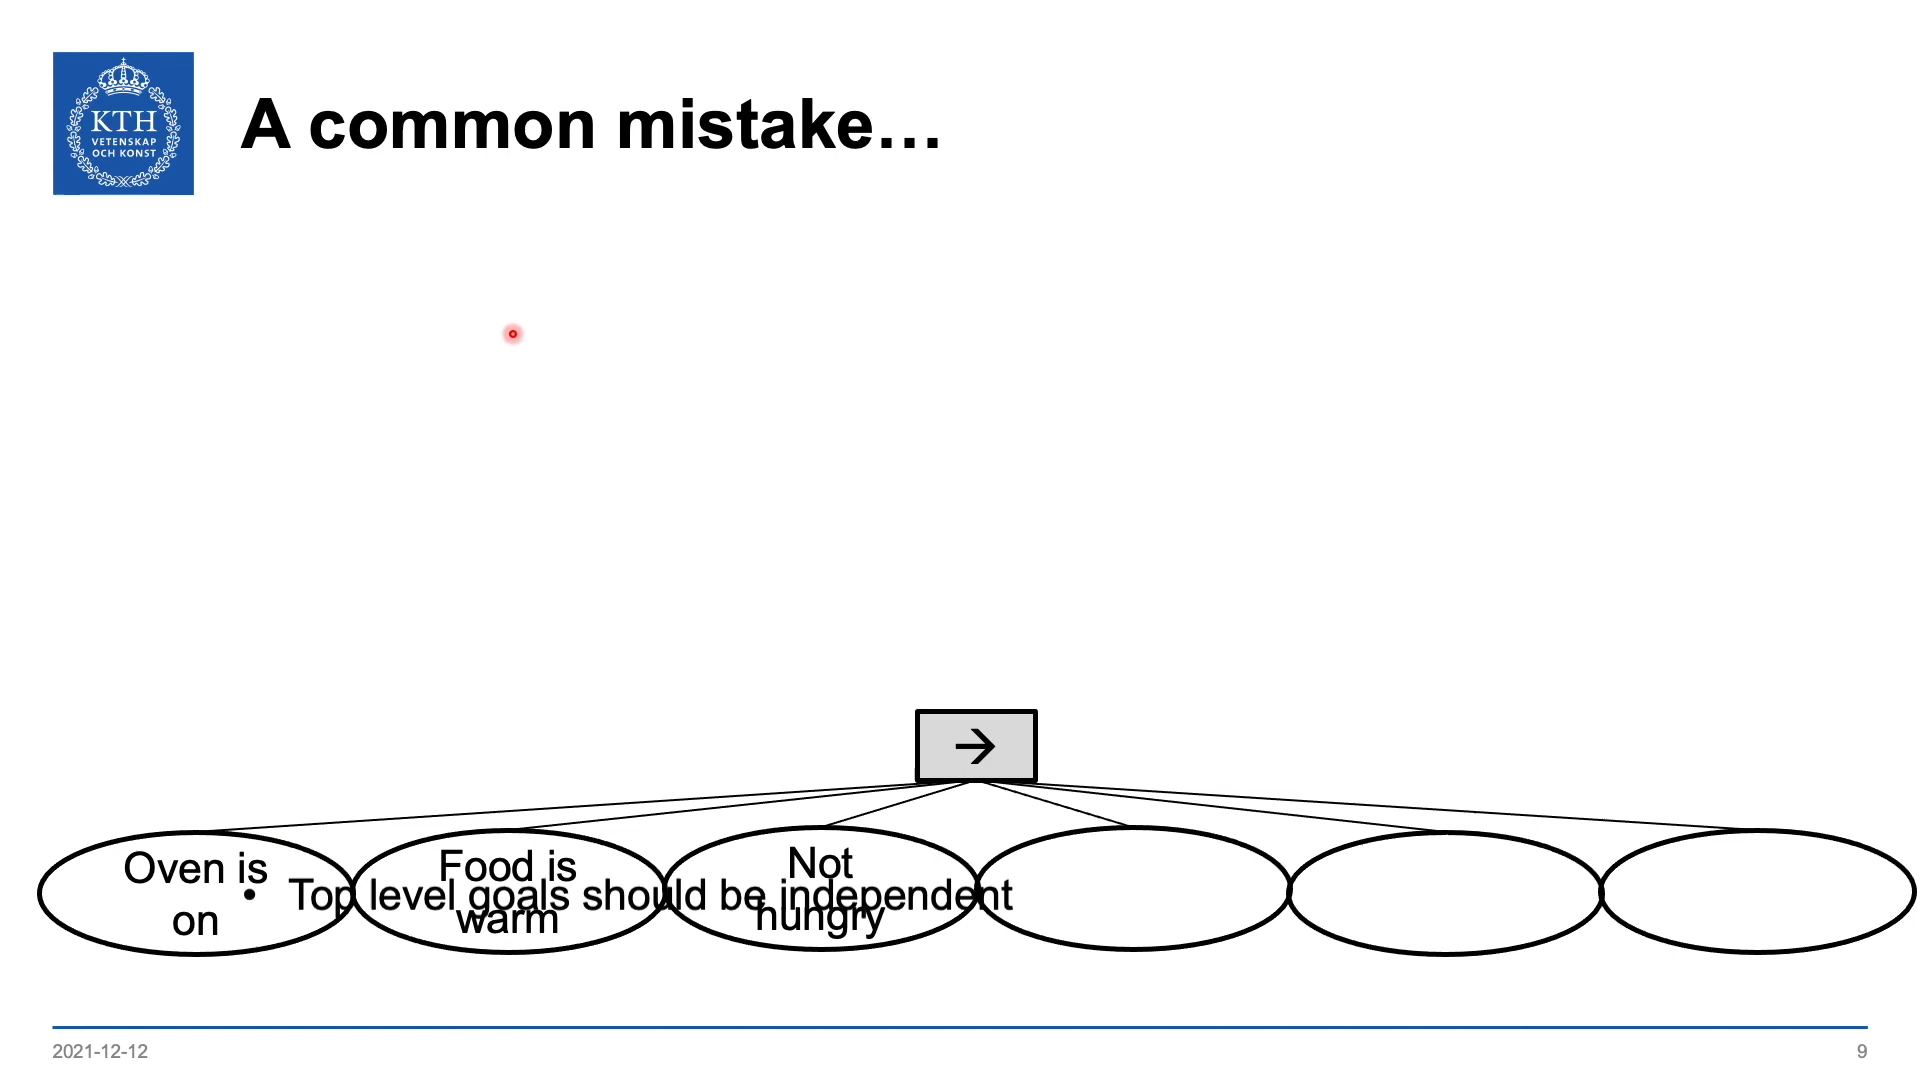 KTH
VETENSKAP
OCH KONST
A common mistake…
→
Oven is
on
Food is
warm
Not
hungry
• Top level goals should be independent
2021-12-12
9